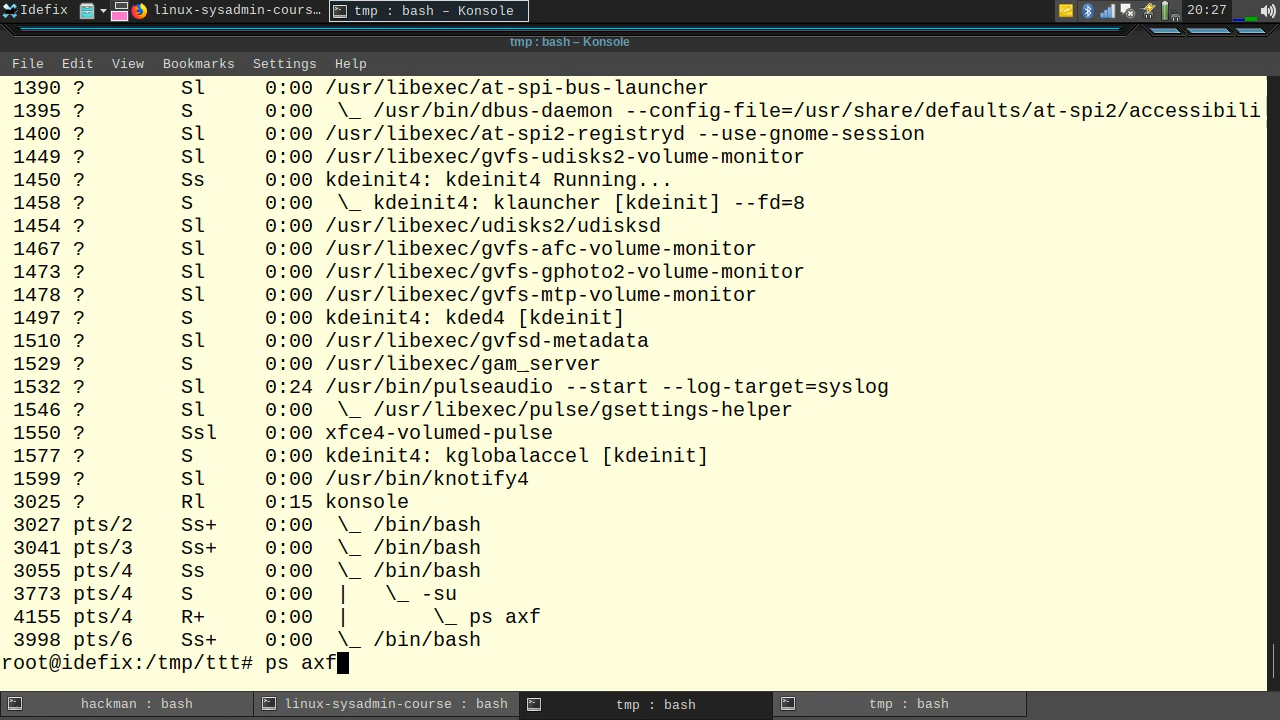 Idefix linux-sysadmin-cours… tmp : bash – Konsole 20:27
tmp : bash – Konsole
File Edit View Bookmarks Settings Help
1390 ? Sl 0:00 /usr/libexec/at-spi-bus-launcher
1395 ? S 0:00 \_ /usr/bin/dbus-daemon --config-file=/usr/share/defaults/at-spi2/accessibili
1400 ? Sl 0:00 /usr/libexec/at-spi2-registryd --use-gnome-session
1449 ? Sl 0:00 /usr/libexec/gvfs-udisks2-volume-monitor
1450 ? Ss 0:00 kdeinit4: kdeinit4 Running...
1458 ? S 0:00 \_ kdeinit4: klauncher [kdeinit] --fd=8
1454 ? Sl 0:00 /usr/libexec/udisks2/udisksd
1467 ? Sl 0:00 /usr/libexec/gvfs-afc-volume-monitor
1473 ? Sl 0:00 /usr/libexec/gvfs-gphoto2-volume-monitor
1478 ? Sl 0:00 /usr/libexec/gvfs-mtp-volume-monitor
1497 ? S 0:00 kdeinit4: kded4 [kdeinit]
1510 ? Sl 0:00 /usr/libexec/gvfsd-metadata
1529 ? S 0:00 /usr/libexec/gam_server
1532 ? Sl 0:24 /usr/bin/pulseaudio --start --log-target=syslog
1546 ? Sl 0:00 \_ /usr/libexec/pulse/gsettings-helper
1550 ? Ssl 0:00 xfce4-volumed-pulse
1577 ? S 0:00 kdeinit4: kglobalaccel [kdeinit]
1599 ? Sl 0:00 /usr/bin/knotify4
3025 ? Rl 0:15 konsole
3027 pts/2 Ss+ 0:00 \_ /bin/bash
3041 pts/3 Ss+ 0:00 \_ /bin/bash
3055 pts/4 Ss 0:00 \_ /bin/bash
3773 pts/4 S 0:00 | \_ -su
4155 pts/4 R+ 0:00 | \_ ps axf
3998 pts/6 Ss+ 0:00 \_ /bin/bash
root@idefix:/tmp/ttt# ps axf
hackman : bash linux-sysadmin-course : bash tmp : bash tmp : bash